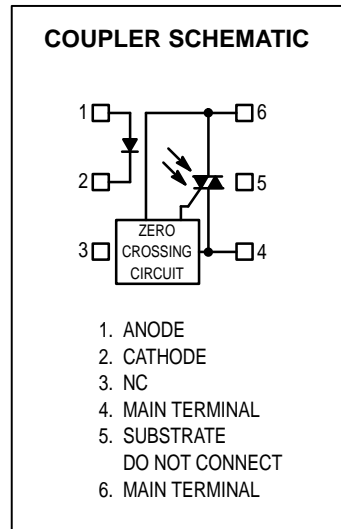 COUPLER SCHEMATIC
1
6
2
5
ZERO
3
CROSSING
4
CIRCUIT
1. ANODE
2. CATHODE
3. NC
4. MAIN TERMINAL
5. SUBSTRATE
DO NOT CONNECT
6. MAIN TERMINAL